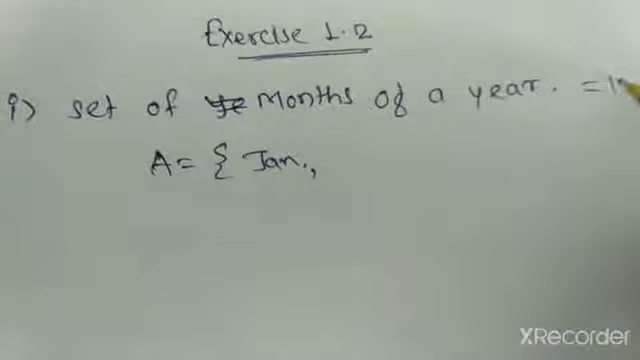 Exercise 1.2
i) set of months of a year. =
A = { Jan.,
XRecorder